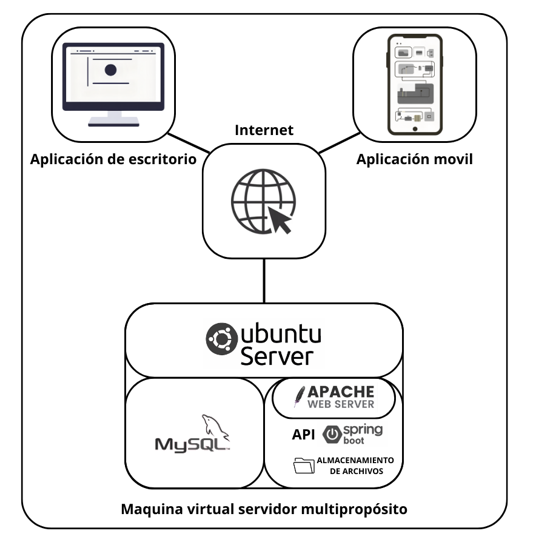 Internet
Aplicación de escritorio
Aplicación movil
ubuntu
Server
APACHE
WEB SERVER
MySQL™
API spring
boot
ALMACENAMIENTO
DE ARCHIVOS
Maquina virtual servidor multipropósito